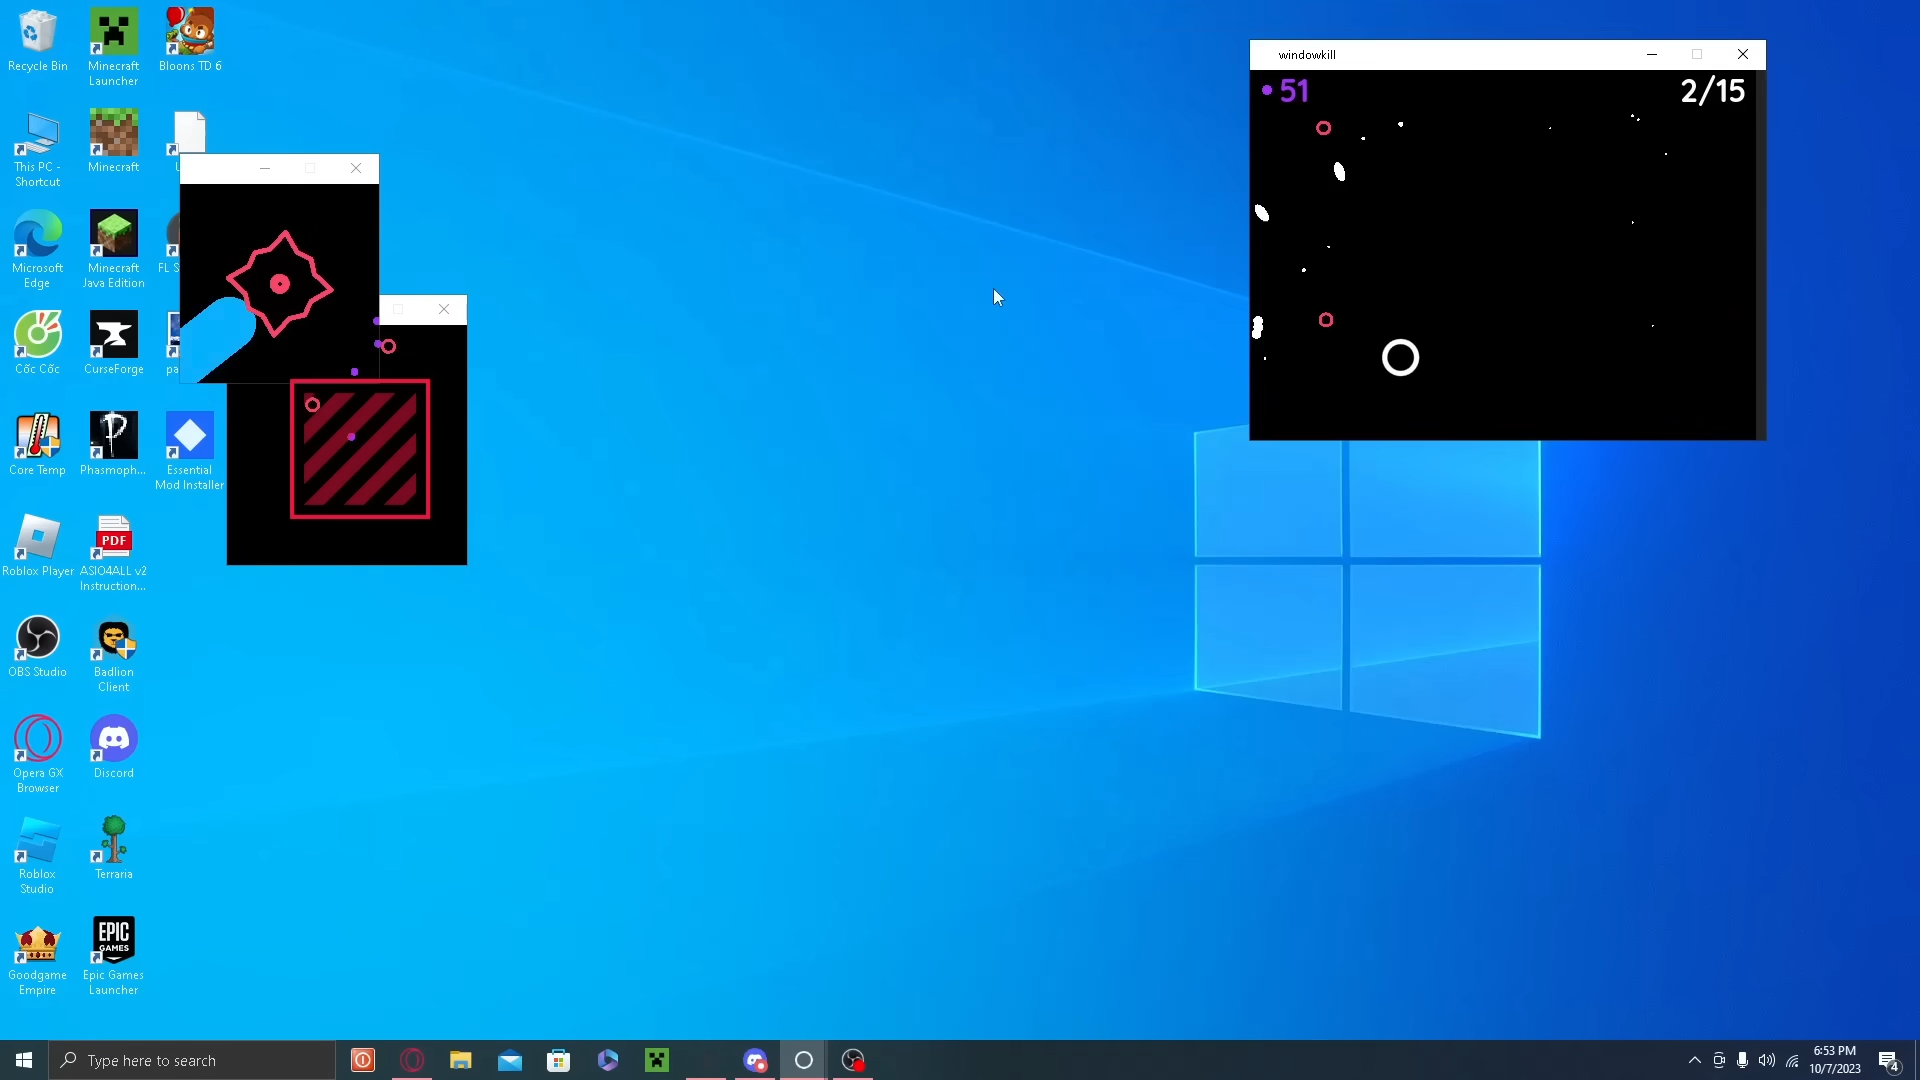 Recycle Bin
Minecraft
Launcher
Bloons TD 6
This PC -
Shortcut
Minecraft
Microsoft
Edge
Minecraft
Java Edition
FL S
Cốc Cốc
CurseForge
pa
Core Temp
Phasmoph...
Essential
Mod Installer
Roblox Player
PDF
ASIO4ALL v2
Instruction...
OBS Studio
Badlion
Client
Opera GX
Browser
Discord
Roblox
Studio
Terraria
Goodgame
Empire
EPIC
GAMES
Epic Games
Launcher
windowkill
51
2/15
Type here to search
6:53 PM
10/7/2023
4